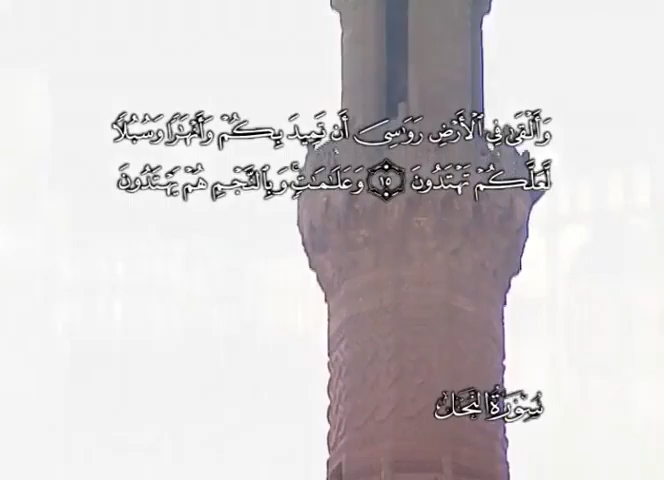 وَأَلْقَىٰ فِي ٱلْأَرْضِ رَوَٰسِيَ أَن تَمِيدَ بِكُمْ وَأَنْهَٰرًا وَسُبُلًا
لَّعَلَّكُمْ تَهْتَدُونَ ١٥ وَعَلَٰمَٰتٍ ۚ وَبِٱلنَّجْمِ هُمْ يَهْتَدُونَ
سُورَةُ النَّحْلِ